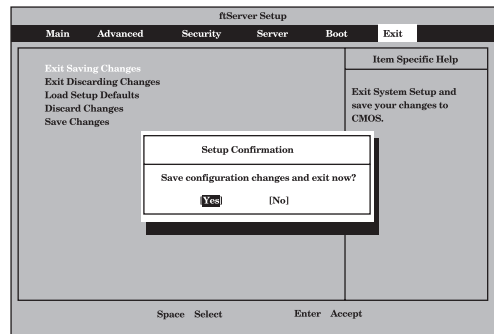 ftServer Setup
Main Advanced Security Server Boot Exit
Exit Saving Changes
Exit Discarding Changes
Load Setup Defaults
Discard Changes
Save Changes
Item Specific Help
Exit System Setup and
save your changes to
CMOS.
Setup Confirmation
Save configuration changes and exit now?
[Yes] [No]
Space Select Enter Accept